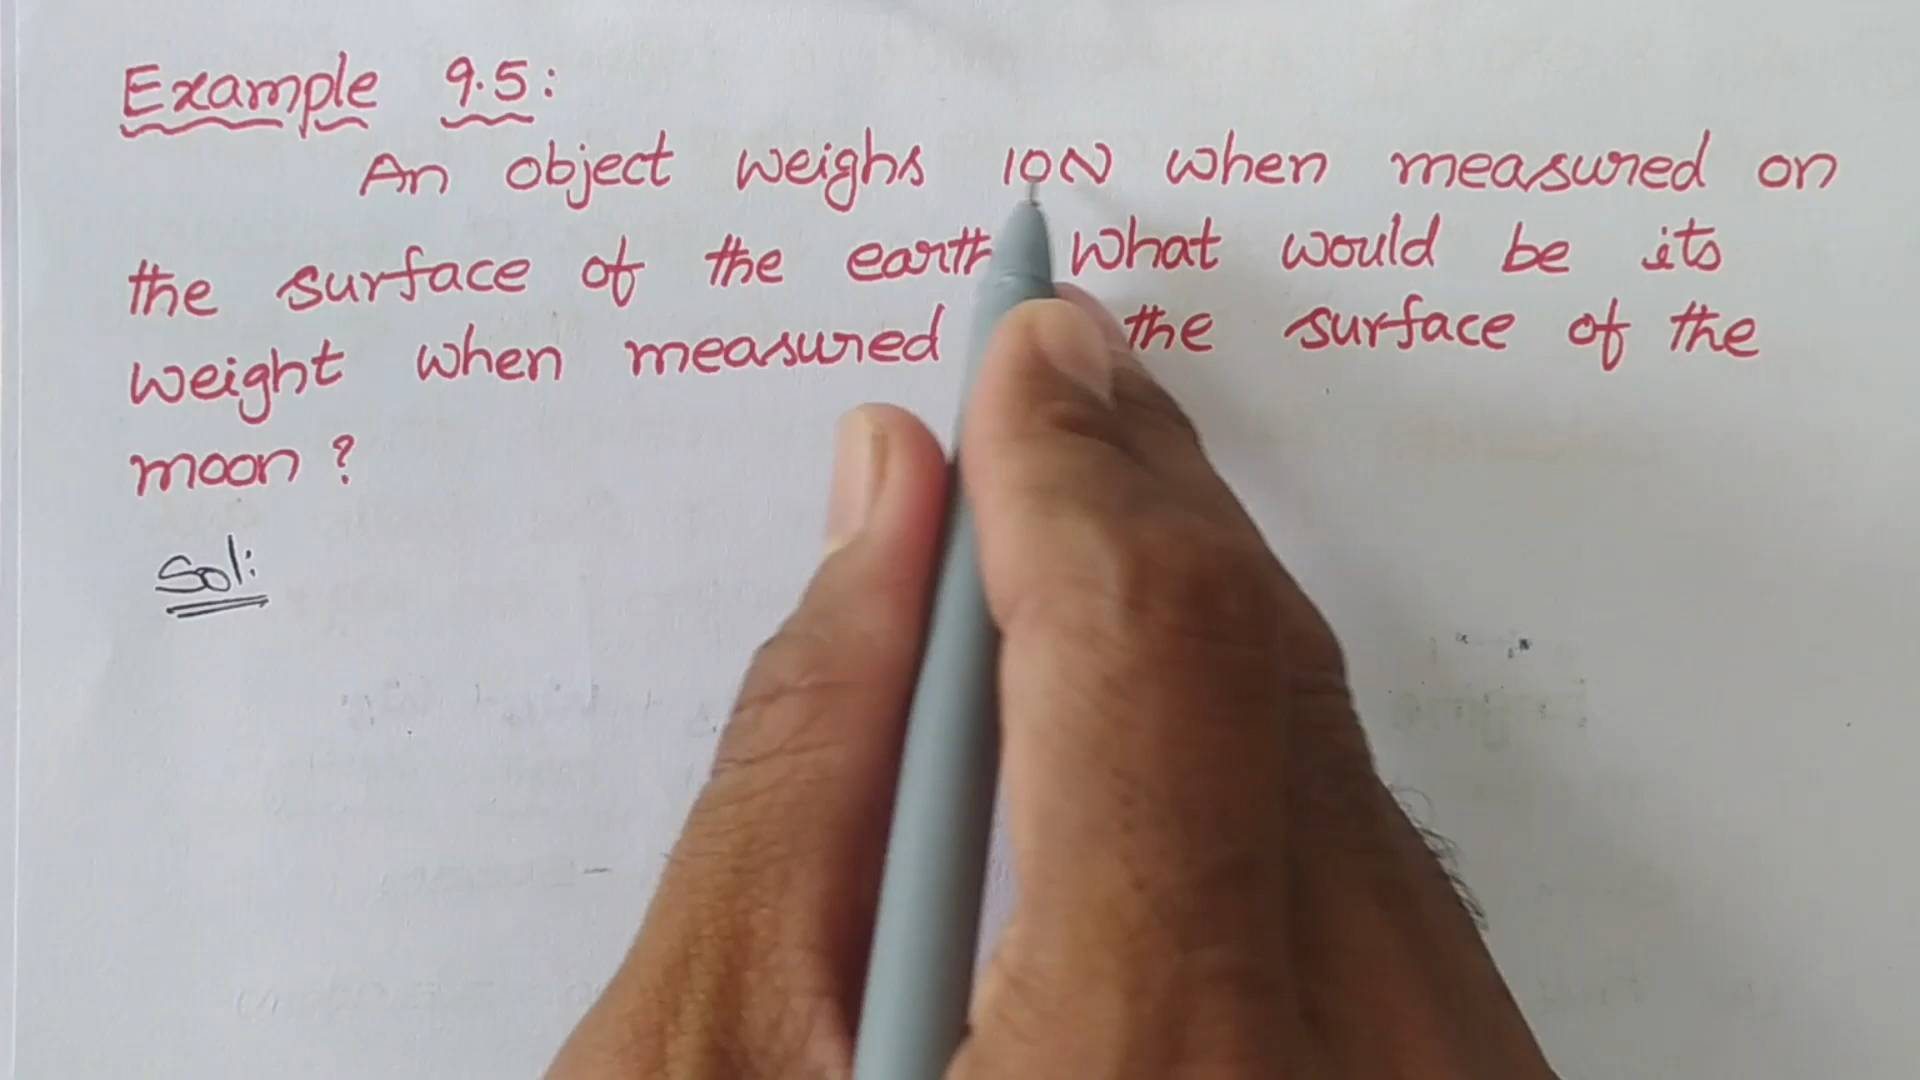 Example 9.5:
An object weighs 10N when measured on
the surface of the earth what would be its
weight when measured the surface of the
moon ?
Sol: